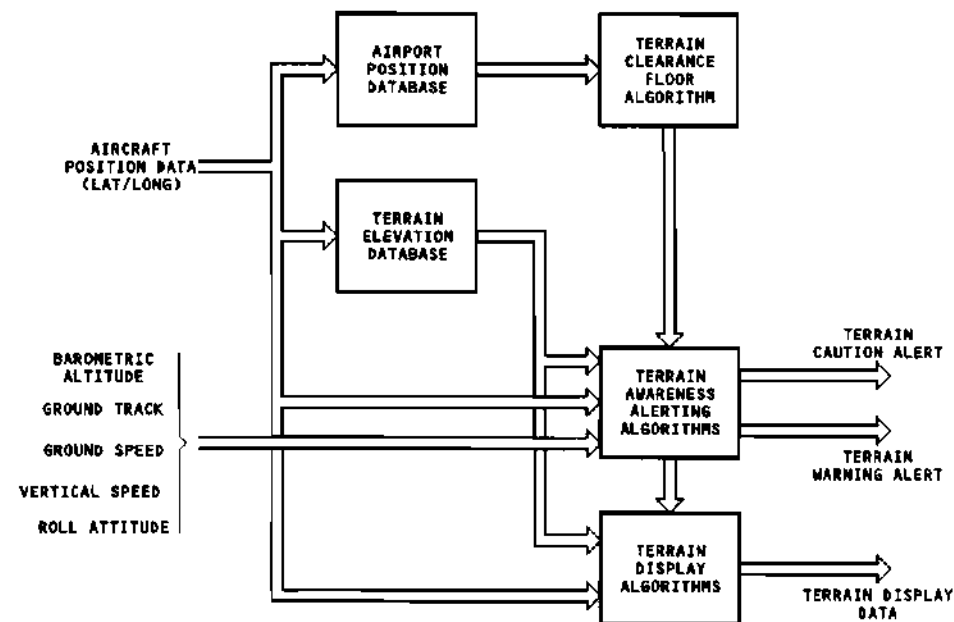 AIRPORT
POSITION
DATABASE
TERRAIN
CLEARANCE
FLOOR
ALGORITHM
AIRCRAFT
POSITION DATA
(LAT/LONG)
TERRAIN
ELEVATION
DATABASE
BAROMETRIC
ALTITUDE
GROUND TRACK
GROUND SPEED
VERTICAL SPEED
ROLL ATTITUDE
TERRAIN
AWARENESS
ALERTING
ALGORITHMS
TERRAIN
CAUTION ALERT
TERRAIN
WARNING ALERT
TERRAIN
DISPLAY
ALGORITHMS
TERRAIN DISPLAY
DATA